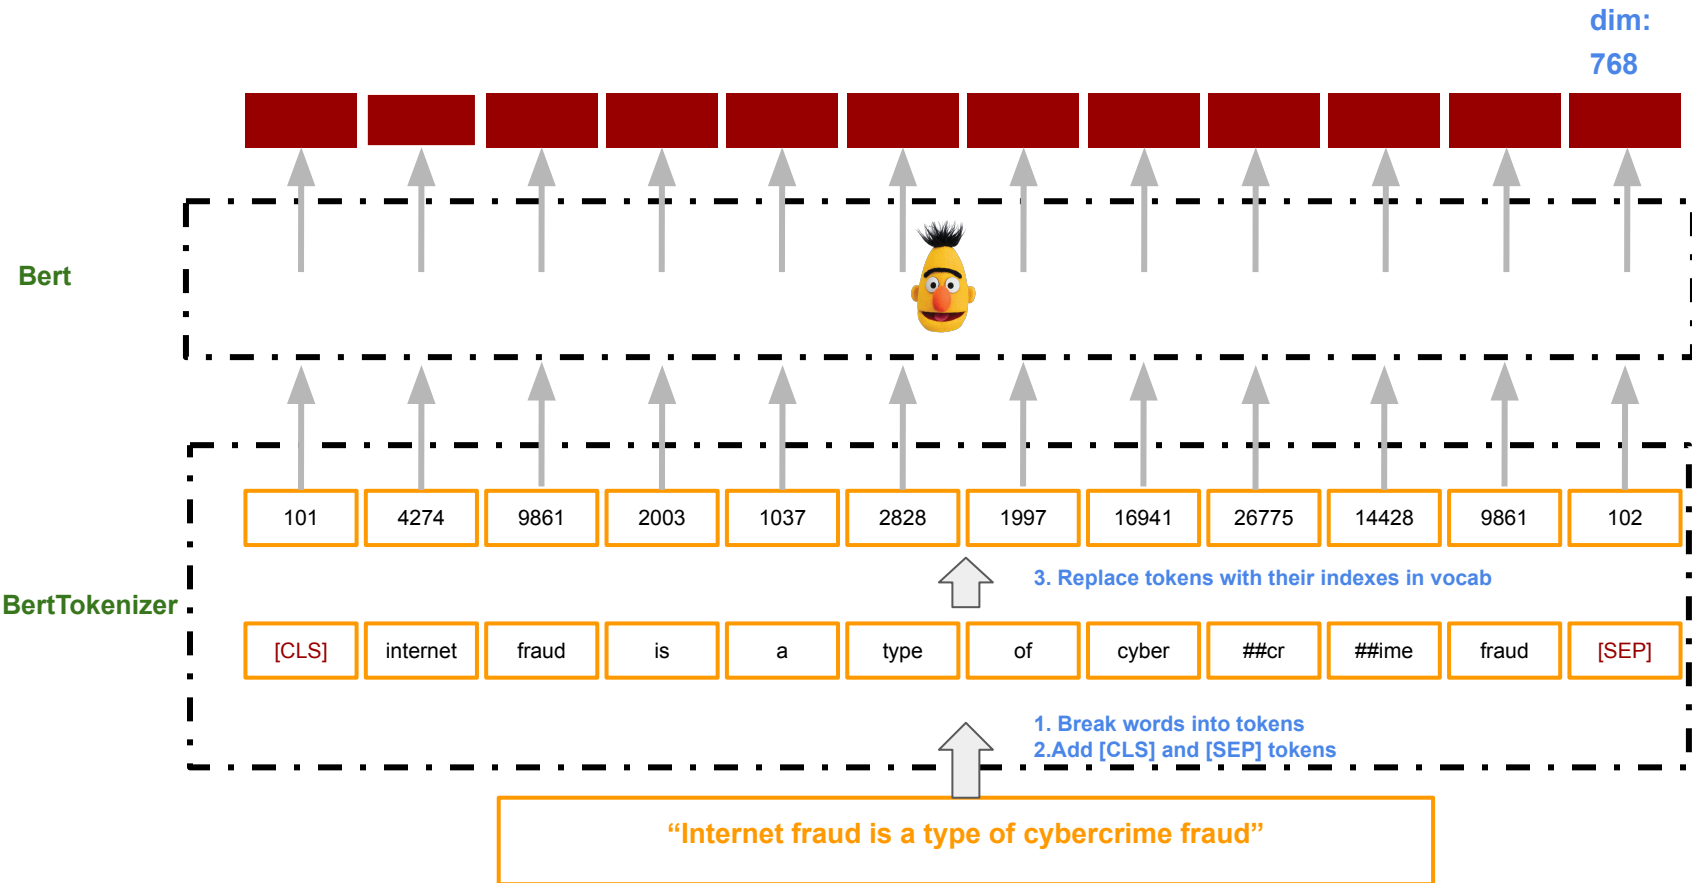 dim:
768
Bert
101 4274 9861 2003 1037 2828 1997 16941 26775 14428 9861 102
3. Replace tokens with their indexes in vocab
BertTokenizer
[CLS] internet fraud is a type of cyber ##cr ##ime fraud [SEP]
1. Break words into tokens
2.Add [CLS] and [SEP] tokens
“Internet fraud is a type of cybercrime fraud”